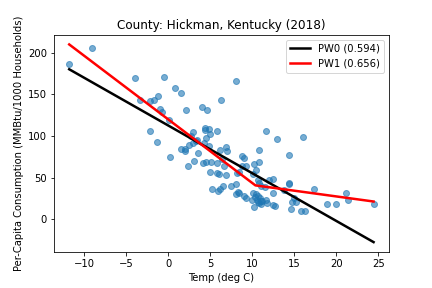 County: Hickman, Kentucky (2018)
PW0 (0.594)
PW1 (0.656)
Per-Capita Consumption (MMBtu/1000 Households)
200
150
100
50
0
−10 −5 0 5 10 15 20 25
Temp (deg C)